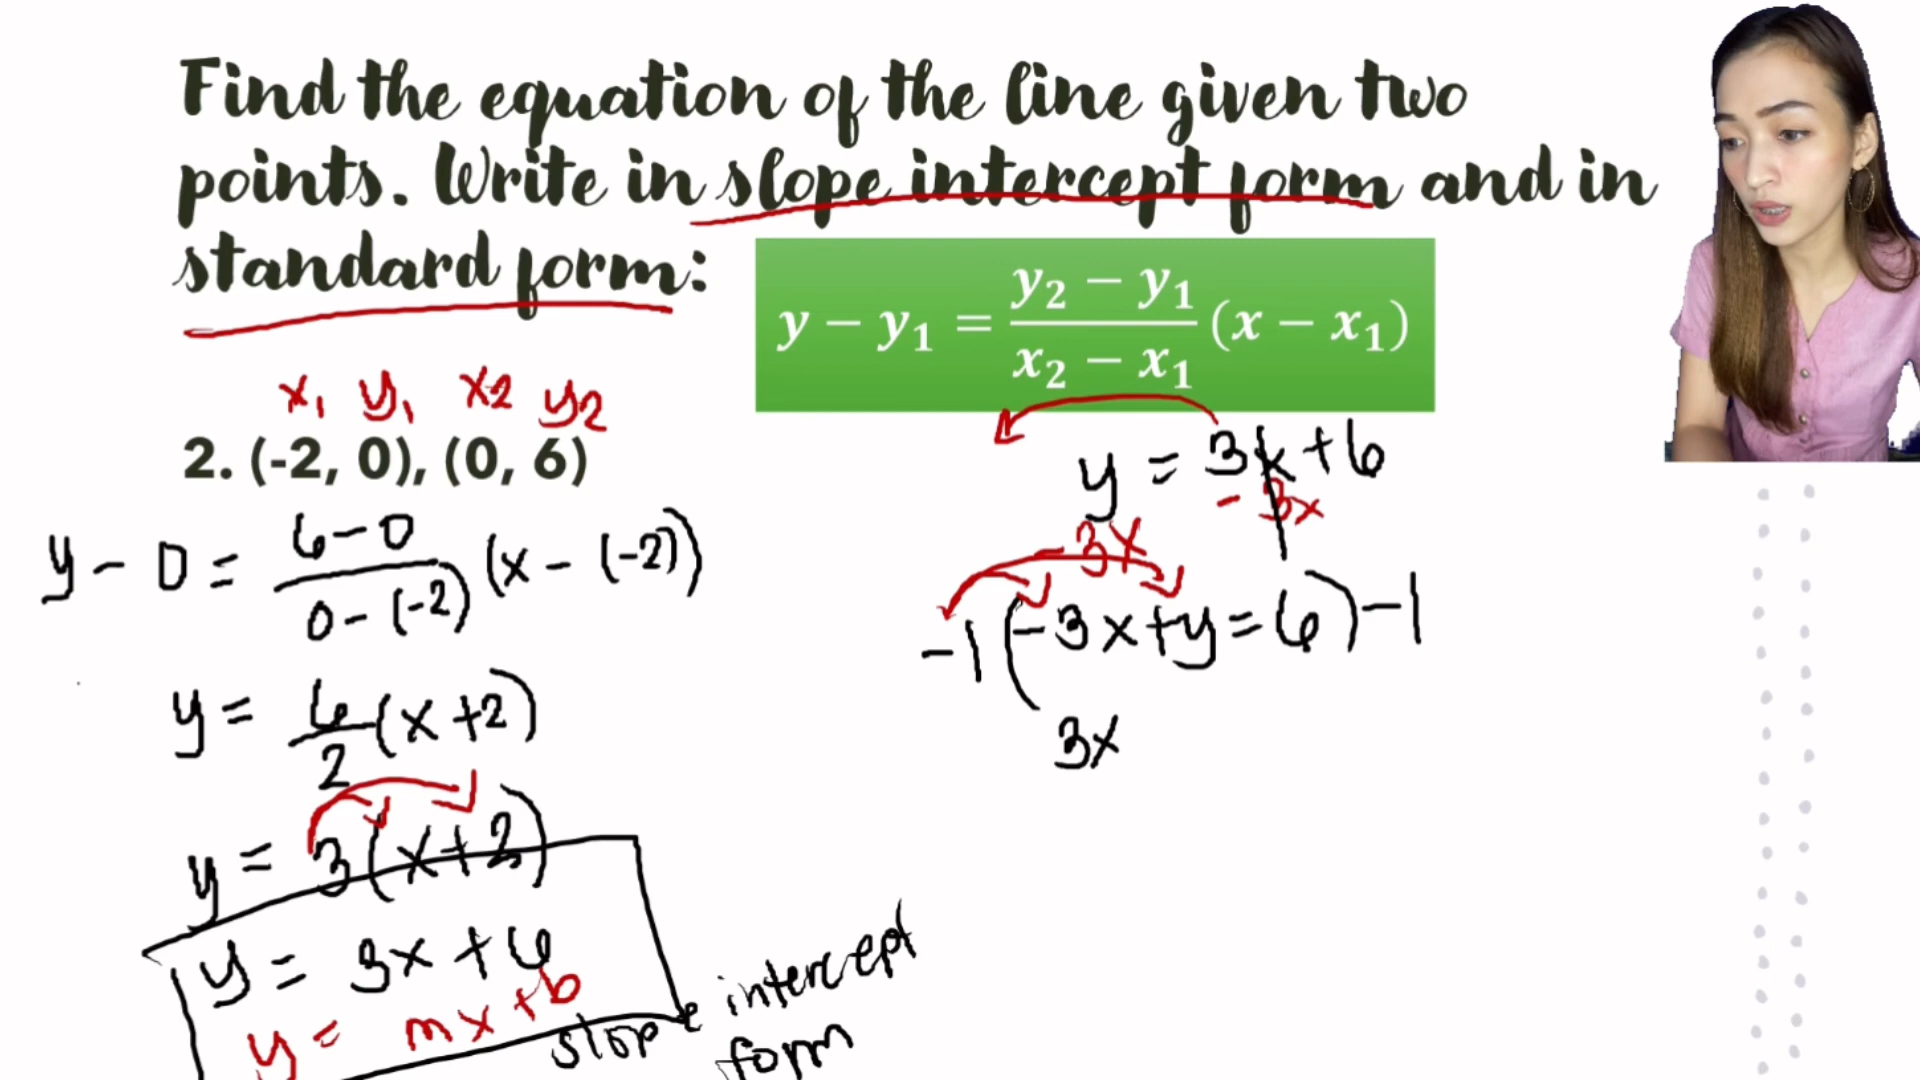 Find the equation of the line given two
points. Write in slope intercept form and in
standard form:
y − y₁ = (y₂ − y₁)/(x₂ − x₁) (x − x₁)
x₁ y₁ x2 y2
2. (-2, 0), (0, 6)
y - 0 = (6-0)/(0-(-2)) (x - (-2))
y = 6/2 (x+2)
y = 3(x+2)
y = 3x + 6
y = mx + b
slope intercept
form
y = 3x+6
-3x - 3x
-1(-3x+y=6)-1
3x